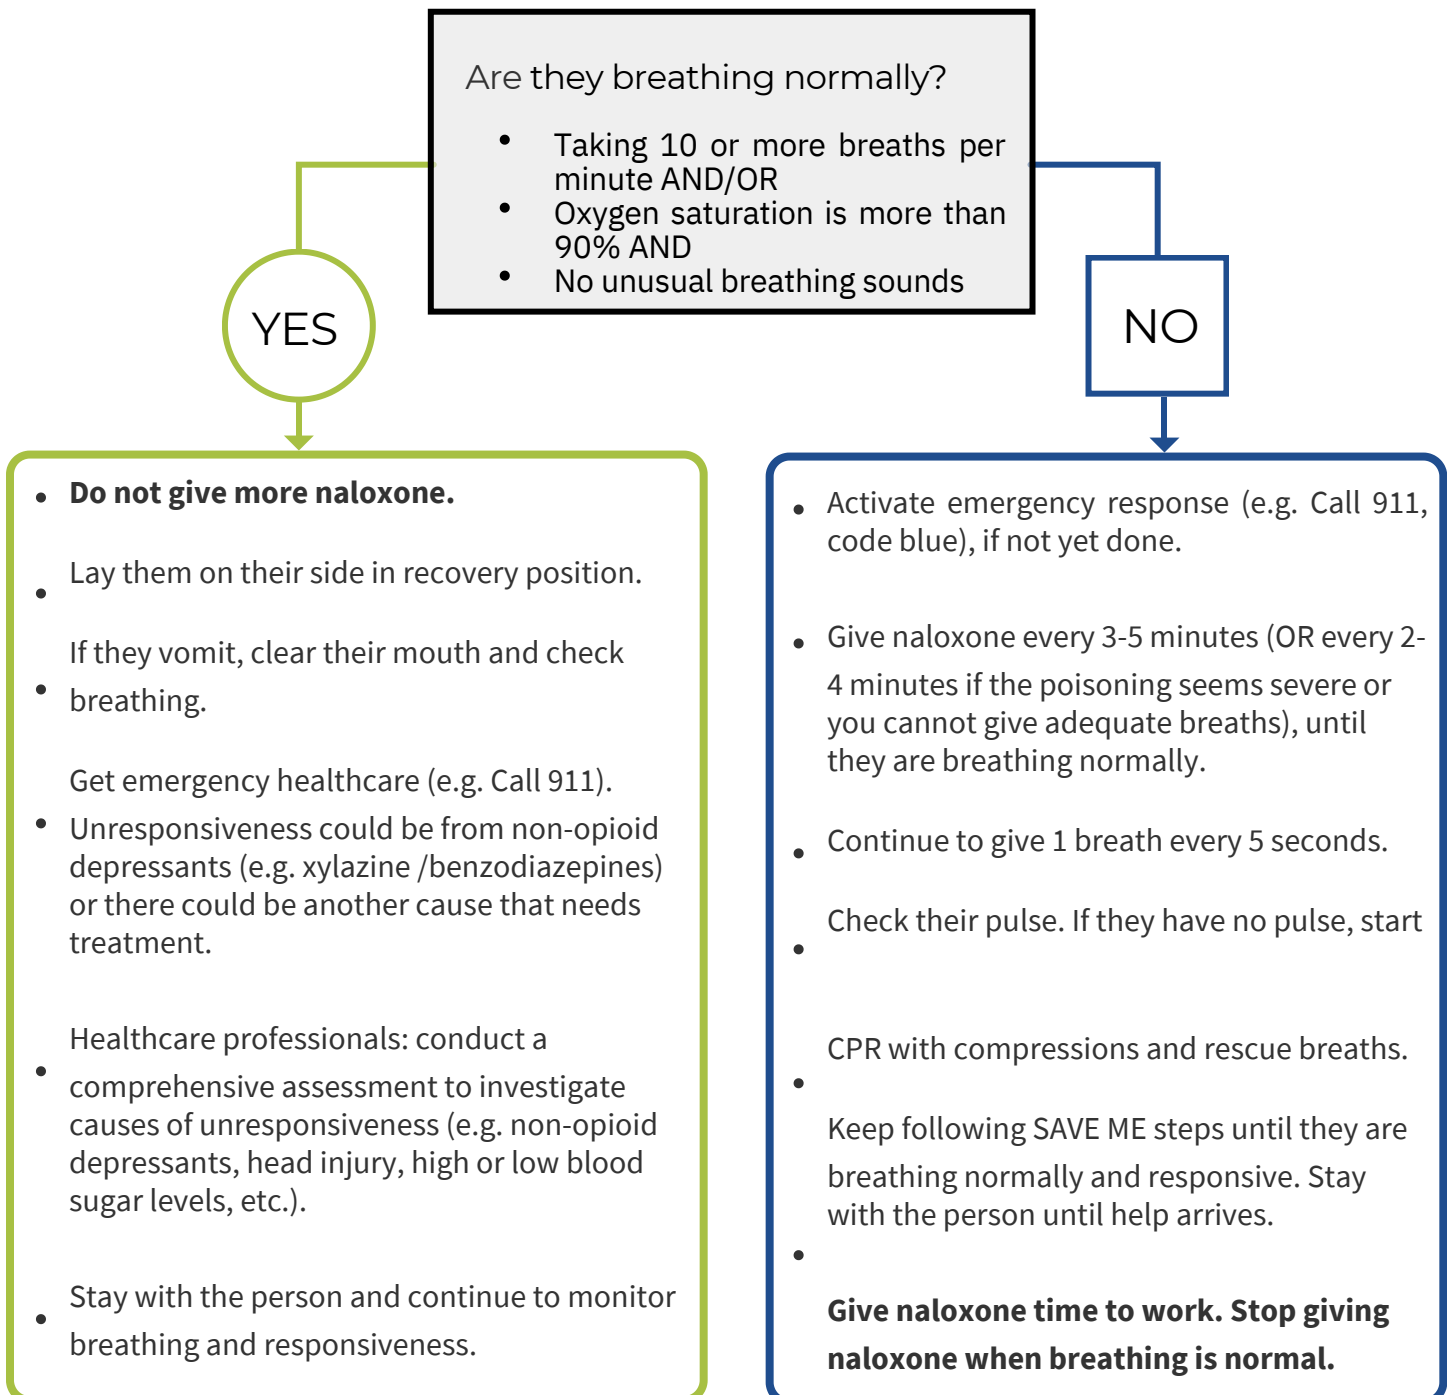 Are they breathing normally?
• Taking 10 or more breaths per
minute AND/OR
• Oxygen saturation is more than
90% AND
• No unusual breathing sounds
YES
NO
• Do not give more naloxone.
• Lay them on their side in recovery position.
If they vomit, clear their mouth and check
• breathing.
Get emergency healthcare (e.g. Call 911).
• Unresponsiveness could be from non-opioid
depressants (e.g. xylazine /benzodiazepines)
or there could be another cause that needs
treatment.
Healthcare professionals: conduct a
• comprehensive assessment to investigate
causes of unresponsiveness (e.g. non-opioid
depressants, head injury, high or low blood
sugar levels, etc.).
Stay with the person and continue to monitor
• breathing and responsiveness.
• Activate emergency response (e.g. Call 911,
code blue), if not yet done.
• Give naloxone every 3-5 minutes (OR every 2-
4 minutes if the poisoning seems severe or
you cannot give adequate breaths), until
they are breathing normally.
• Continue to give 1 breath every 5 seconds.
Check their pulse. If they have no pulse, start
•
CPR with compressions and rescue breaths.
•
Keep following SAVE ME steps until they are
breathing normally and responsive. Stay
with the person until help arrives.
•
Give naloxone time to work. Stop giving
naloxone when breathing is normal.